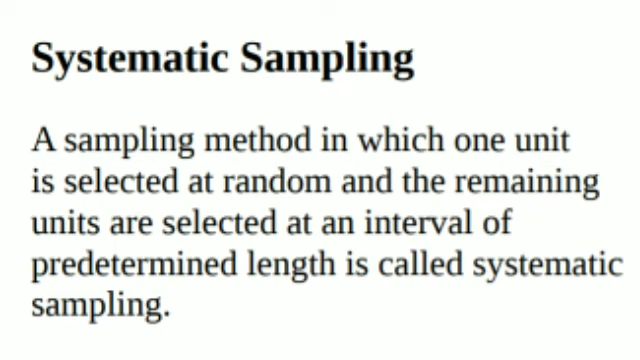 Systematic Sampling
A sampling method in which one unit
is selected at random and the remaining
units are selected at an interval of
predetermined length is called systematic
sampling.